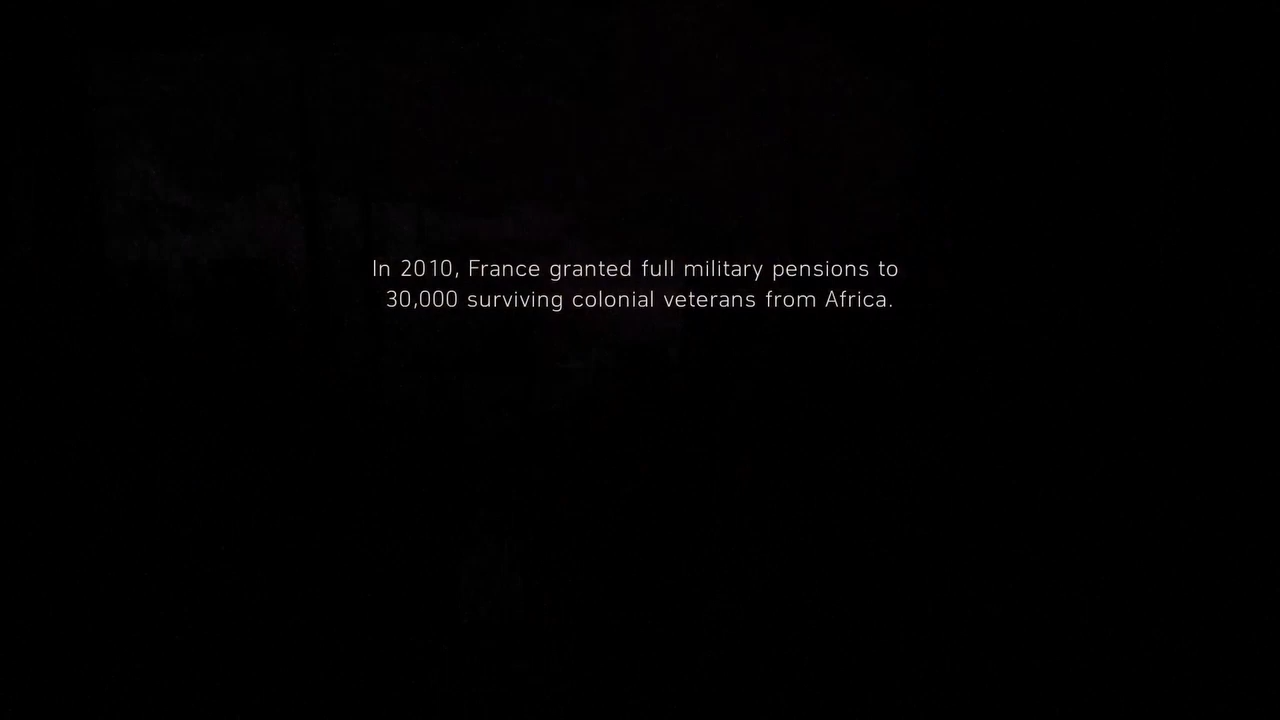 In 2010, France granted full military pensions to
30,000 surviving colonial veterans from Africa.